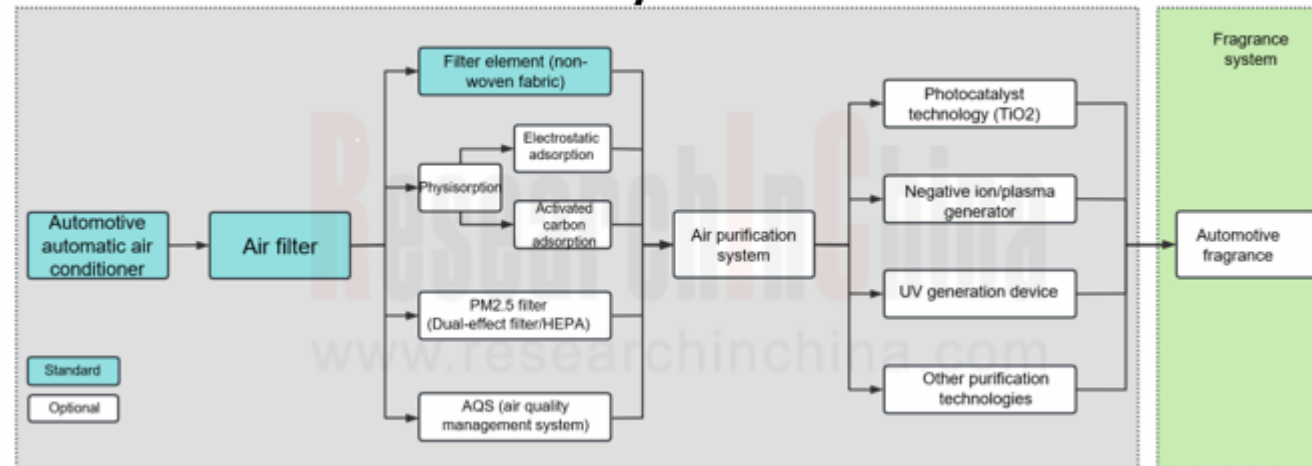 Fragrance
system
Filter element (non-
woven fabric)
Photocatalyst
technology (TiO2)
Electrostatic
adsorption
Physisorption
Negative ion/plasma
generator
Activated
carbon
adsorption
Automotive
automatic air
conditioner
Air filter
Air purification
system
Automotive
fragrance
UV generation device
PM2.5 filter
(Dual-effect filter/HEPA)
Standard
Optional
AQS (air quality
management system)
Other purification
technologies
ResearchInChina
www.researchinchina.com